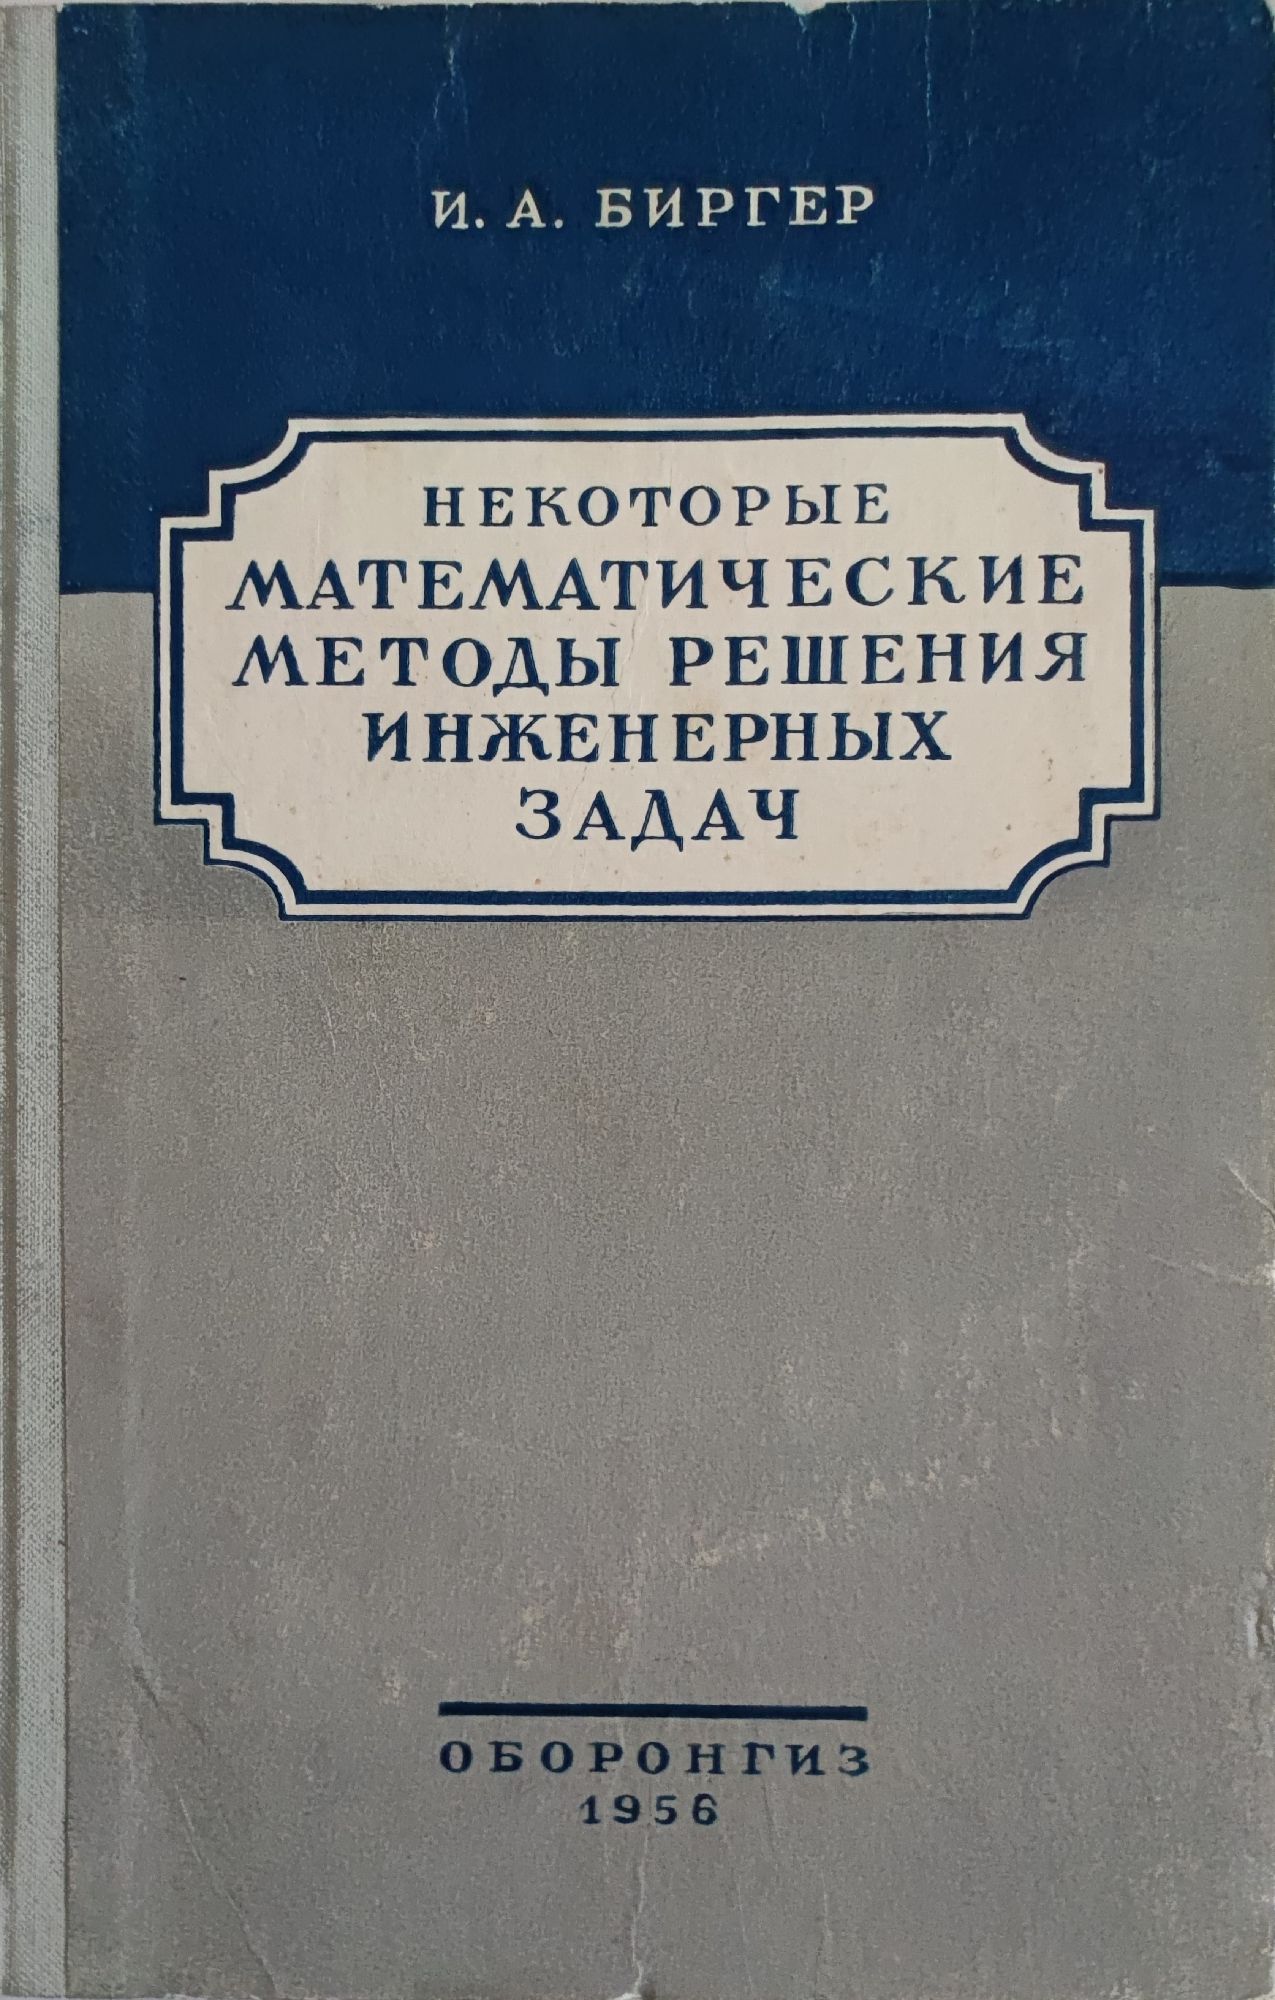 И. А. БИРГЕР
НЕКОТОРЫЕ
МАТЕМАТИЧЕСКИЕ
МЕТОДЫ РЕШЕНИЯ
ИНЖЕНЕРНЫХ
ЗАДАЧ
ОБОРОНГИЗ
1956